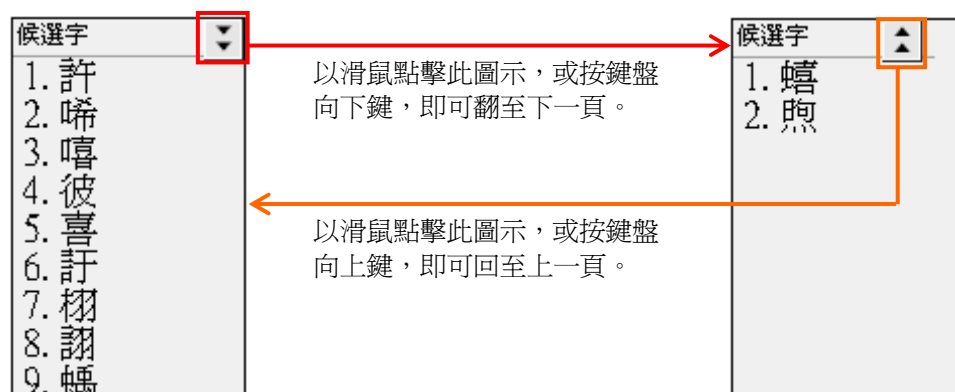 候選字
1. 許
2. 唏
3. 嘻
4. 彼
5. 喜
6. 訏
7. 栩
8. 詡
9.
以滑鼠點擊此圖示，或按鍵盤
向下鍵，即可翻至下一頁。
以滑鼠點擊此圖示，或按鍵盤
向上鍵，即可回至上一頁。
候選字
1. 蟢
2. 煦